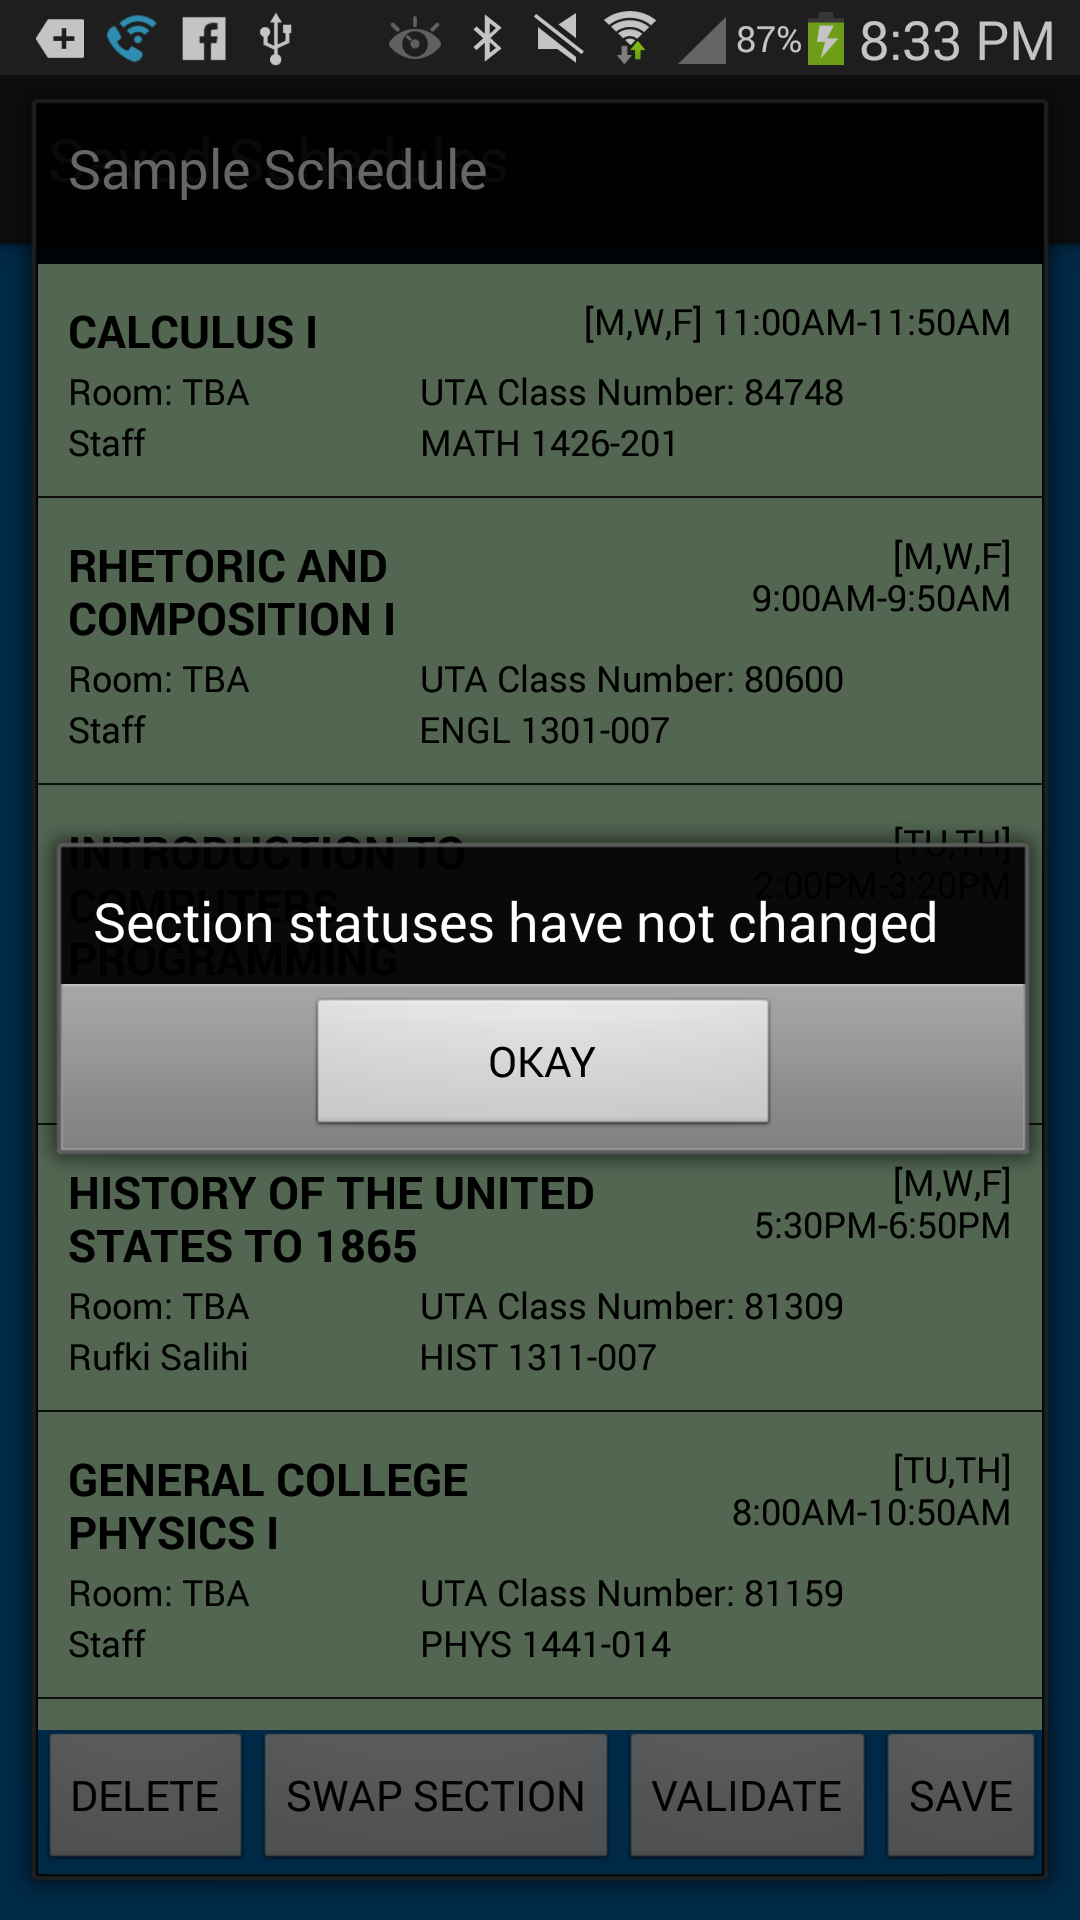 87% 8:33 PM
Saved Schedules
Sample Schedule
CALCULUS I
[M,W,F] 11:00AM-11:50AM
Room: TBA
UTA Class Number: 84748
Staff
MATH 1426-201
RHETORIC AND
COMPOSITION I
[M,W,F]
9:00AM-9:50AM
Room: TBA
UTA Class Number: 80600
Staff
ENGL 1301-007
INTRODUCTION TO
COMPUTERS
PROGRAMMING
[TU,TH]
2:00PM-3:20PM
Section statuses have not changed
OKAY
HISTORY OF THE UNITED
STATES TO 1865
[M,W,F]
5:30PM-6:50PM
Room: TBA
UTA Class Number: 81309
Rufki Salihi
HIST 1311-007
GENERAL COLLEGE
PHYSICS I
[TU,TH]
8:00AM-10:50AM
Room: TBA
UTA Class Number: 81159
Staff
PHYS 1441-014
DELETE
SWAP SECTION
VALIDATE
SAVE